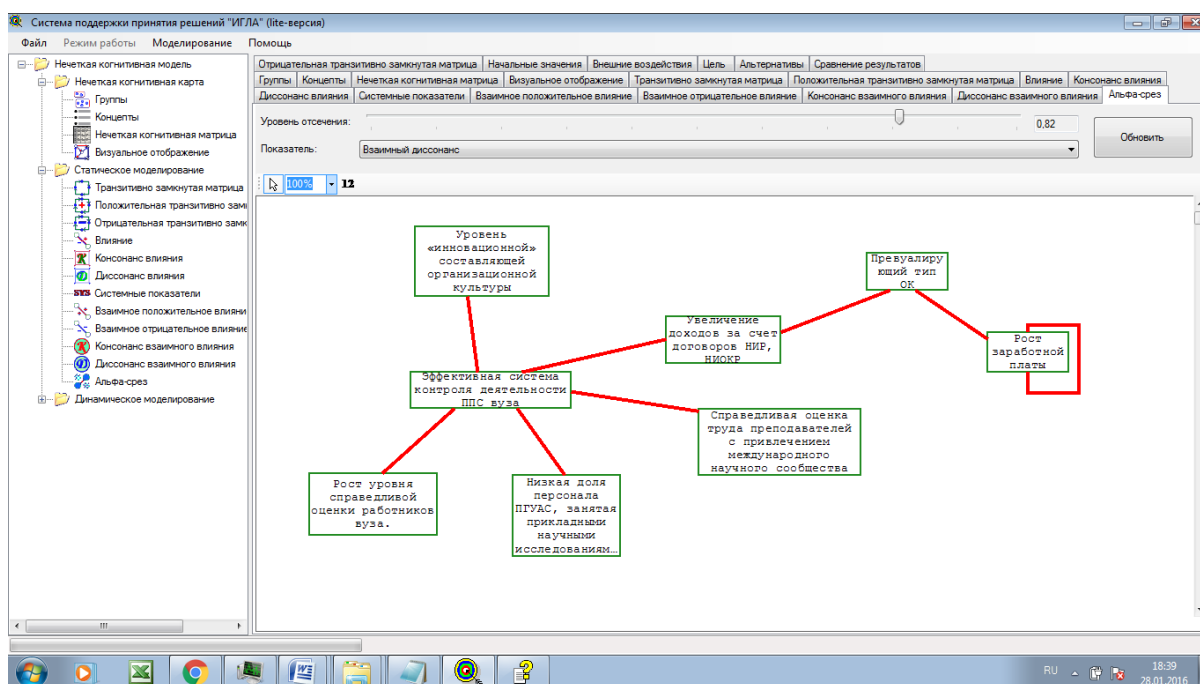 Система поддержки принятия решений "ИГЛА" (lite-версия)
Файл Режим работы Моделирование Помощь
Нечеткая когнитивная модель
Нечеткая когнитивная карта
Группы
Концепты
Нечеткая когнитивная матрица
Визуальное отображение
Статическое моделирование
Транзитивно замкнутая матрица
Положительная транзитивно замк
Отрицательная транзитивно замк
Влияние
Консонанс влияния
Диссонанс влияния
SYS Системные показатели
Взаимное положительное влияни
Взаимное отрицательное влияние
Консонанс взаимного влияния
Диссонанс взаимного влияния
Альфа-срез
Динамическое моделирование
Отрицательная транзитивно замкнутая матрица Начальные значения Внешние воздействия Цель Альтернативы Сравнение результатов
Группы Концепты Нечеткая когнитивная матрица Визуальное отображение Транзитивно замкнутая матрица Положительная транзитивно замкнутая матрица Влияние Консонанс влияния
Диссонанс влияния Системные показатели Взаимное положительное влияние Взаимное отрицательное влияние Консонанс взаимного влияния Диссонанс взаимного влияния Альфа-срез
Уровень отсечения: 0,82
Обновить
Показатель: Взаимный диссонанс
100% 12
Уровень
«инновационной»
составляющей
организационной
культуры
Превуалиру
ющий тип
ОК
Увеличение
доходов за счет
договоров НИР,
НИОКР
Рост
заработной
платы
Эффективная система
контроля деятельности
ППС вуза
Справедливая оценка
труда преподавателей
с привлечением
международного
научного сообщества
Рост уровня
справедливой
оценки работников
вуза.
Низкая доля
персонала
ПГУАС, занятая
прикладными
научными
исследованиям…
RU
18:39
28.01.2016